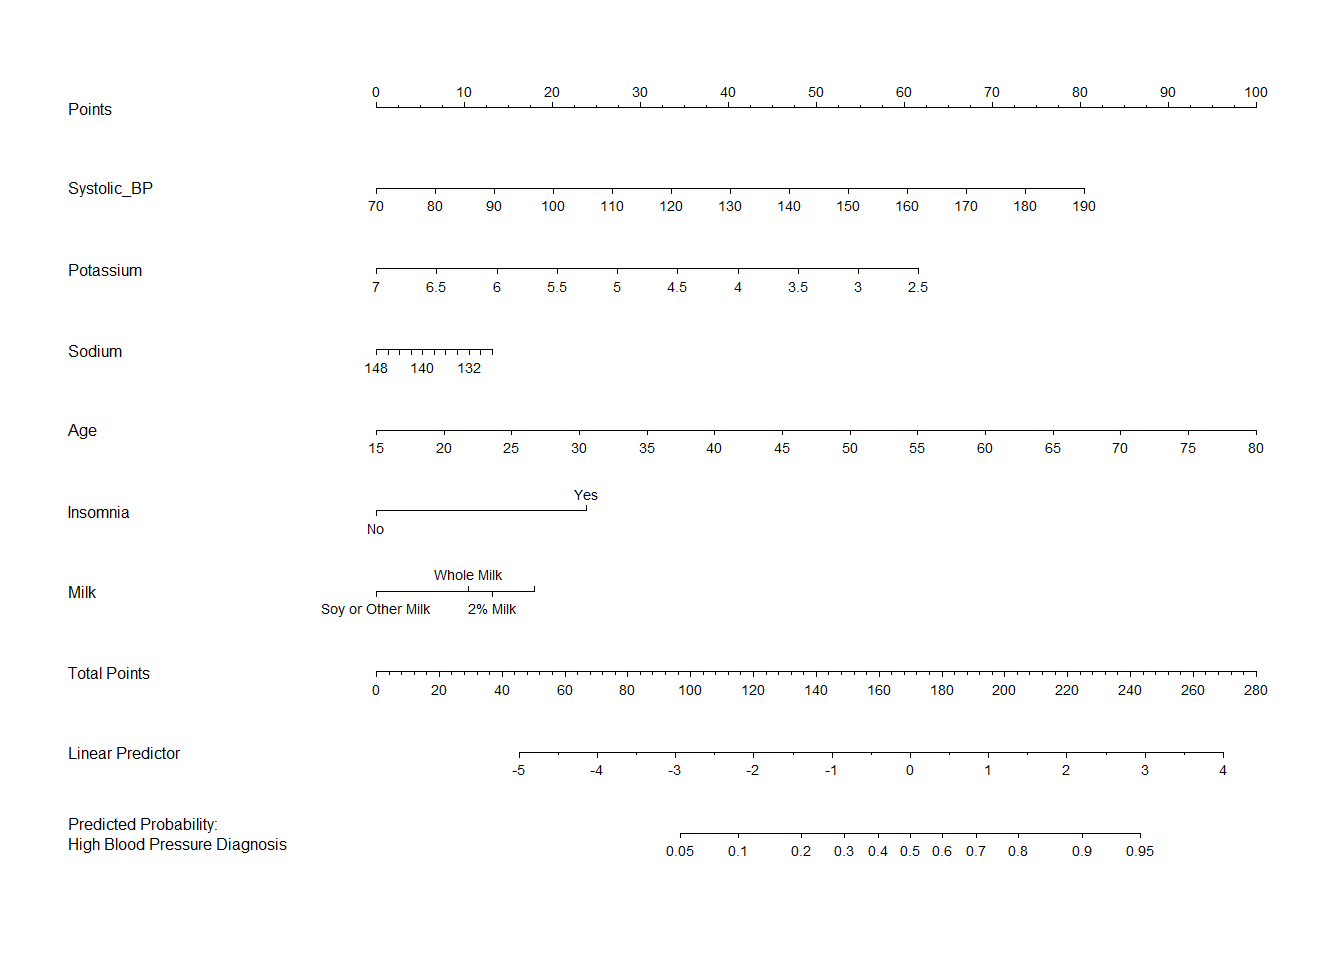 0 10 20 30 40 50 60 70 80 90 100
Points
Systolic_BP
70 80 90 100 110 120 130 140 150 160 170 180 190
Potassium
7 6.5 6 5.5 5 4.5 4 3.5 3 2.5
Sodium
148 140 132
Age
15 20 25 30 35 40 45 50 55 60 65 70 75 80
Yes
Insomnia
No
Whole Milk
Milk
Soy or Other Milk 2% Milk
Total Points
0 20 40 60 80 100 120 140 160 180 200 220 240 260 280
Linear Predictor
-5 -4 -3 -2 -1 0 1 2 3 4
Predicted Probability:
High Blood Pressure Diagnosis
0.05 0.1 0.2 0.3 0.4 0.5 0.6 0.7 0.8 0.9 0.95